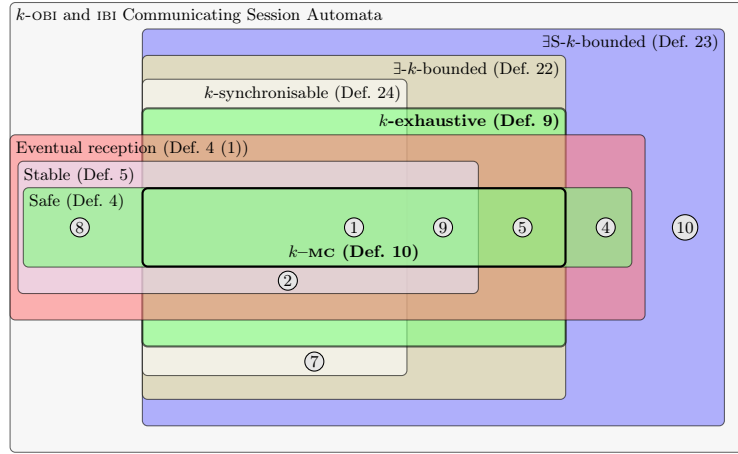 k-OBI and IBI Communicating Session Automata
∃S-k-bounded (Def. 23)
∃-k-bounded (Def. 22)
k-synchronisable (Def. 24)
k-exhaustive (Def. 9)
Eventual reception (Def. 4 (1))
Stable (Def. 5)
Safe (Def. 4)
8 1 9 5 4 10
k–MC (Def. 10)
2
7